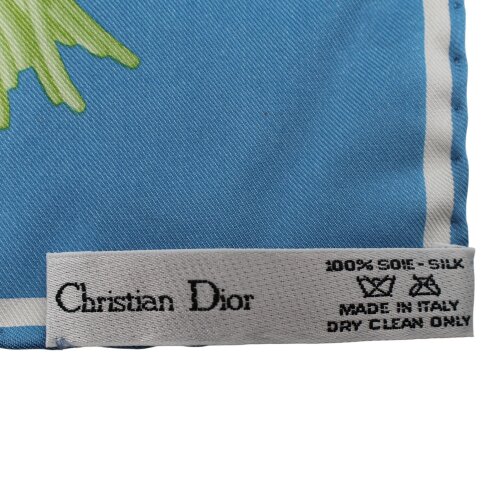 Christian Dior
100% SOIE - SILK
MADE IN ITALY
DRY CLEAN ONLY